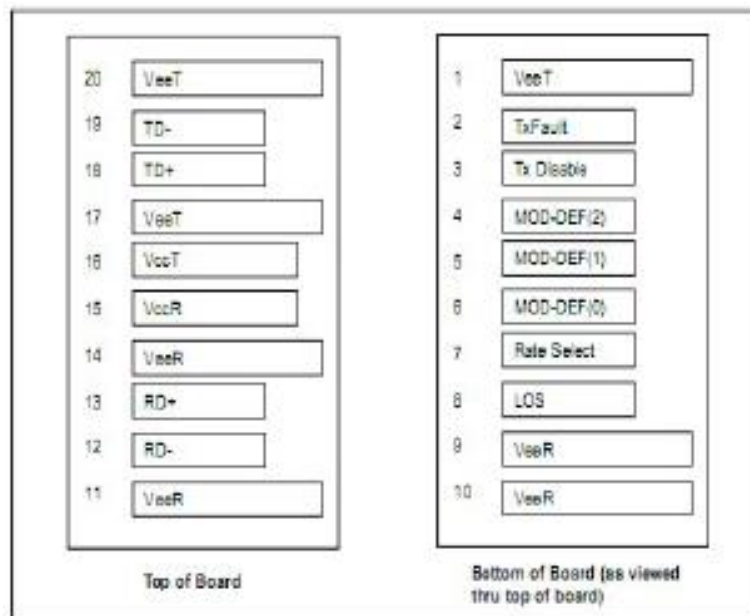 20 VeeT
19 TD-
18 TD+
17 VeeT
16 VccT
15 VccR
14 VeeR
13 RD+
12 RD-
11 VeeR
Top of Board
1 VeeT
2 TxFault
3 Tx Disable
4 MOD-DEF(2)
5 MOD-DEF(1)
6 MOD-DEF(0)
7 Rate Select
8 LOS
9 VeeR
10 VeeR
Bottom of Board (as viewed
thru top of board)